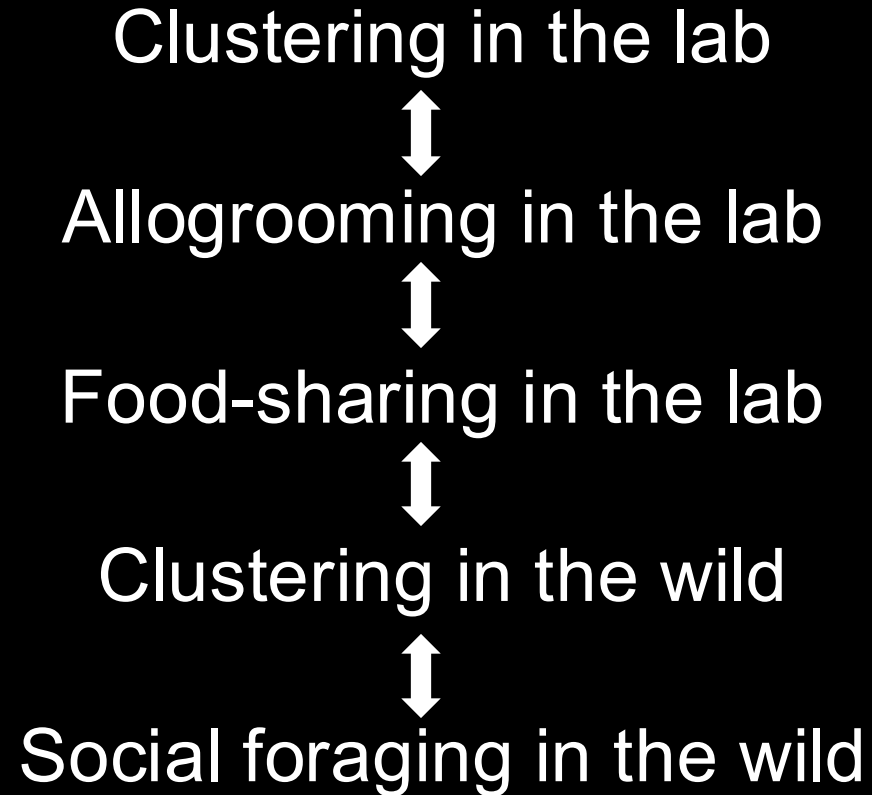 Clustering in the lab
Allogrooming in the lab
Food-sharing in the lab
Clustering in the wild
Social foraging in the wild